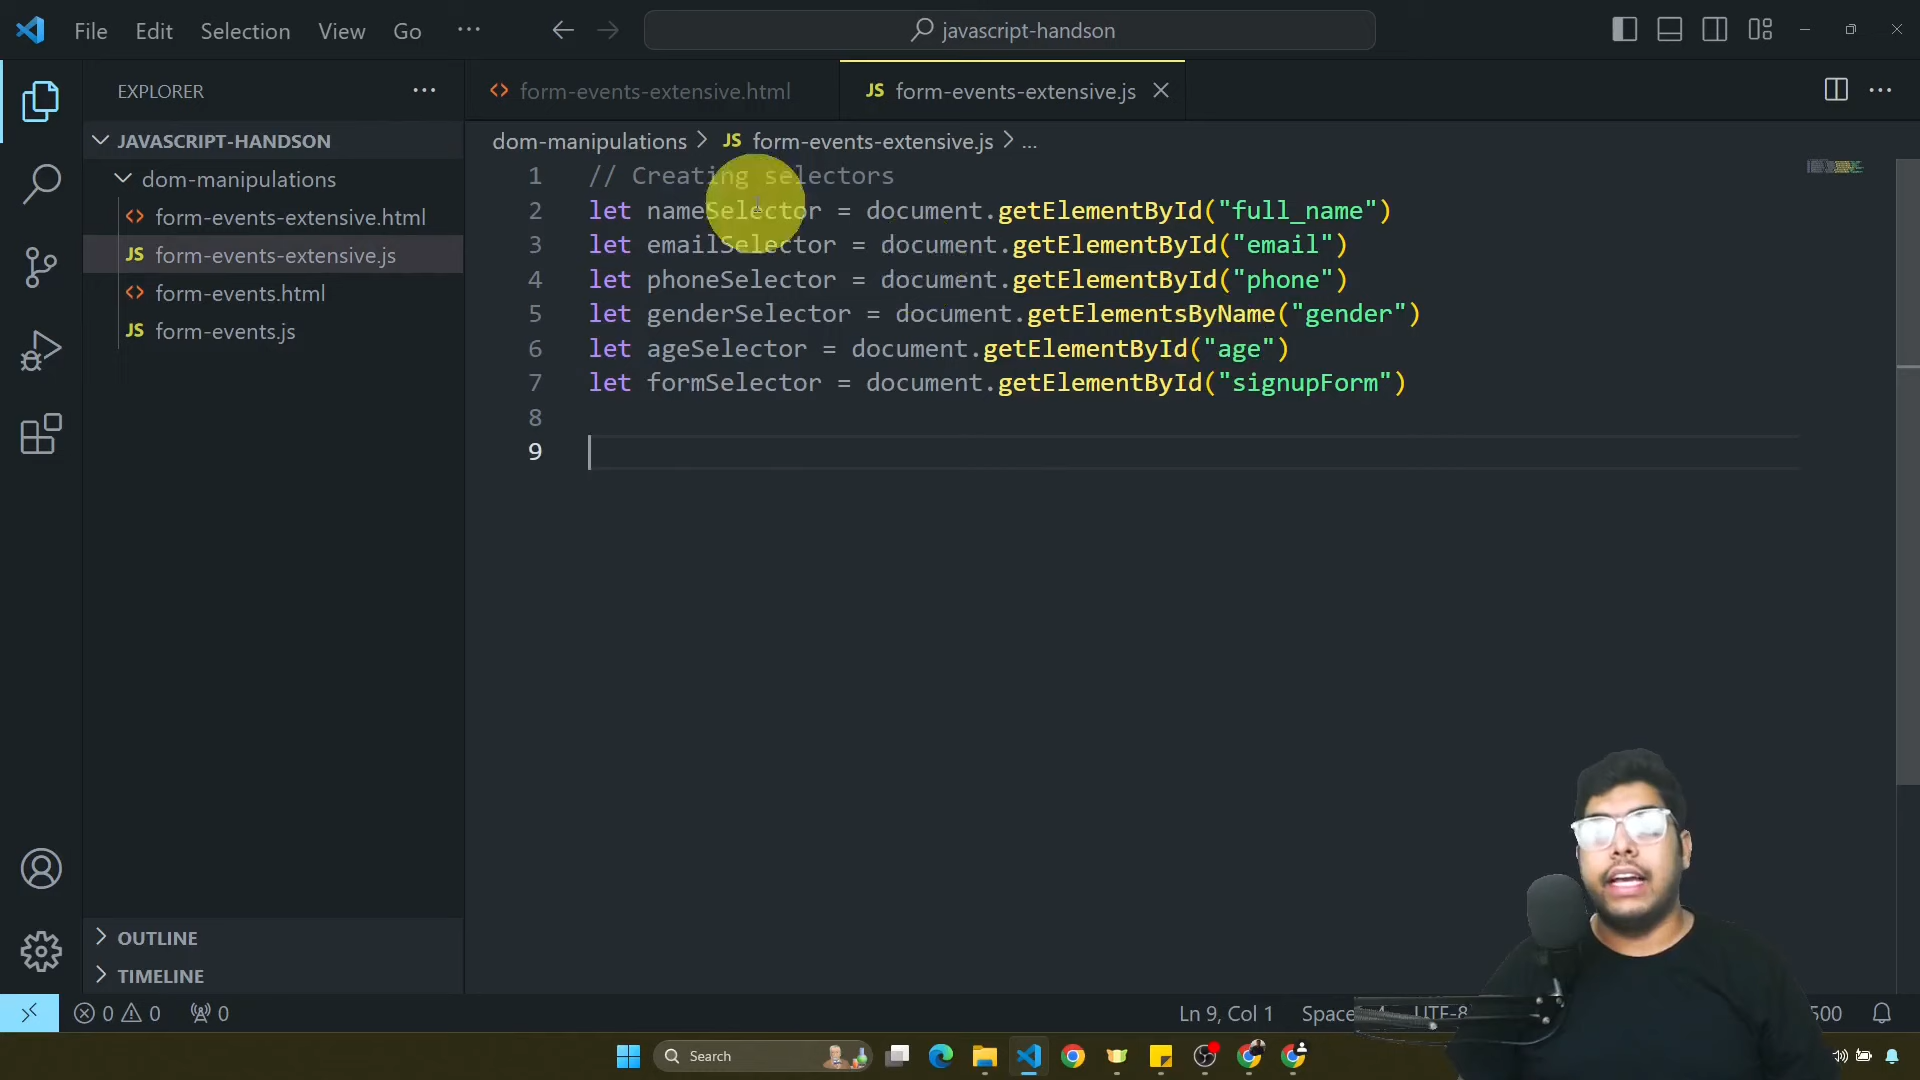 File Edit Selection View Go ...
javascript-handson
EXPLORER
form-events-extensive.html
JS form-events-extensive.js
JAVASCRIPT-HANDSON
dom-manipulations > JS form-events-extensive.js > ...
dom-manipulations
form-events-extensive.html
JS form-events-extensive.js
form-events.html
JS form-events.js
1 // Creating selectors
2 let nameSelector = document.getElementById("full_name")
3 let emailSelector = document.getElementById("email")
4 let phoneSelector = document.getElementById("phone")
5 let genderSelector = document.getElementsByName("gender")
6 let ageSelector = document.getElementById("age")
7 let formSelector = document.getElementById("signupForm")
8
9
OUTLINE
TIMELINE
0 0 0
Ln 9, Col 1
UTF-8
Search